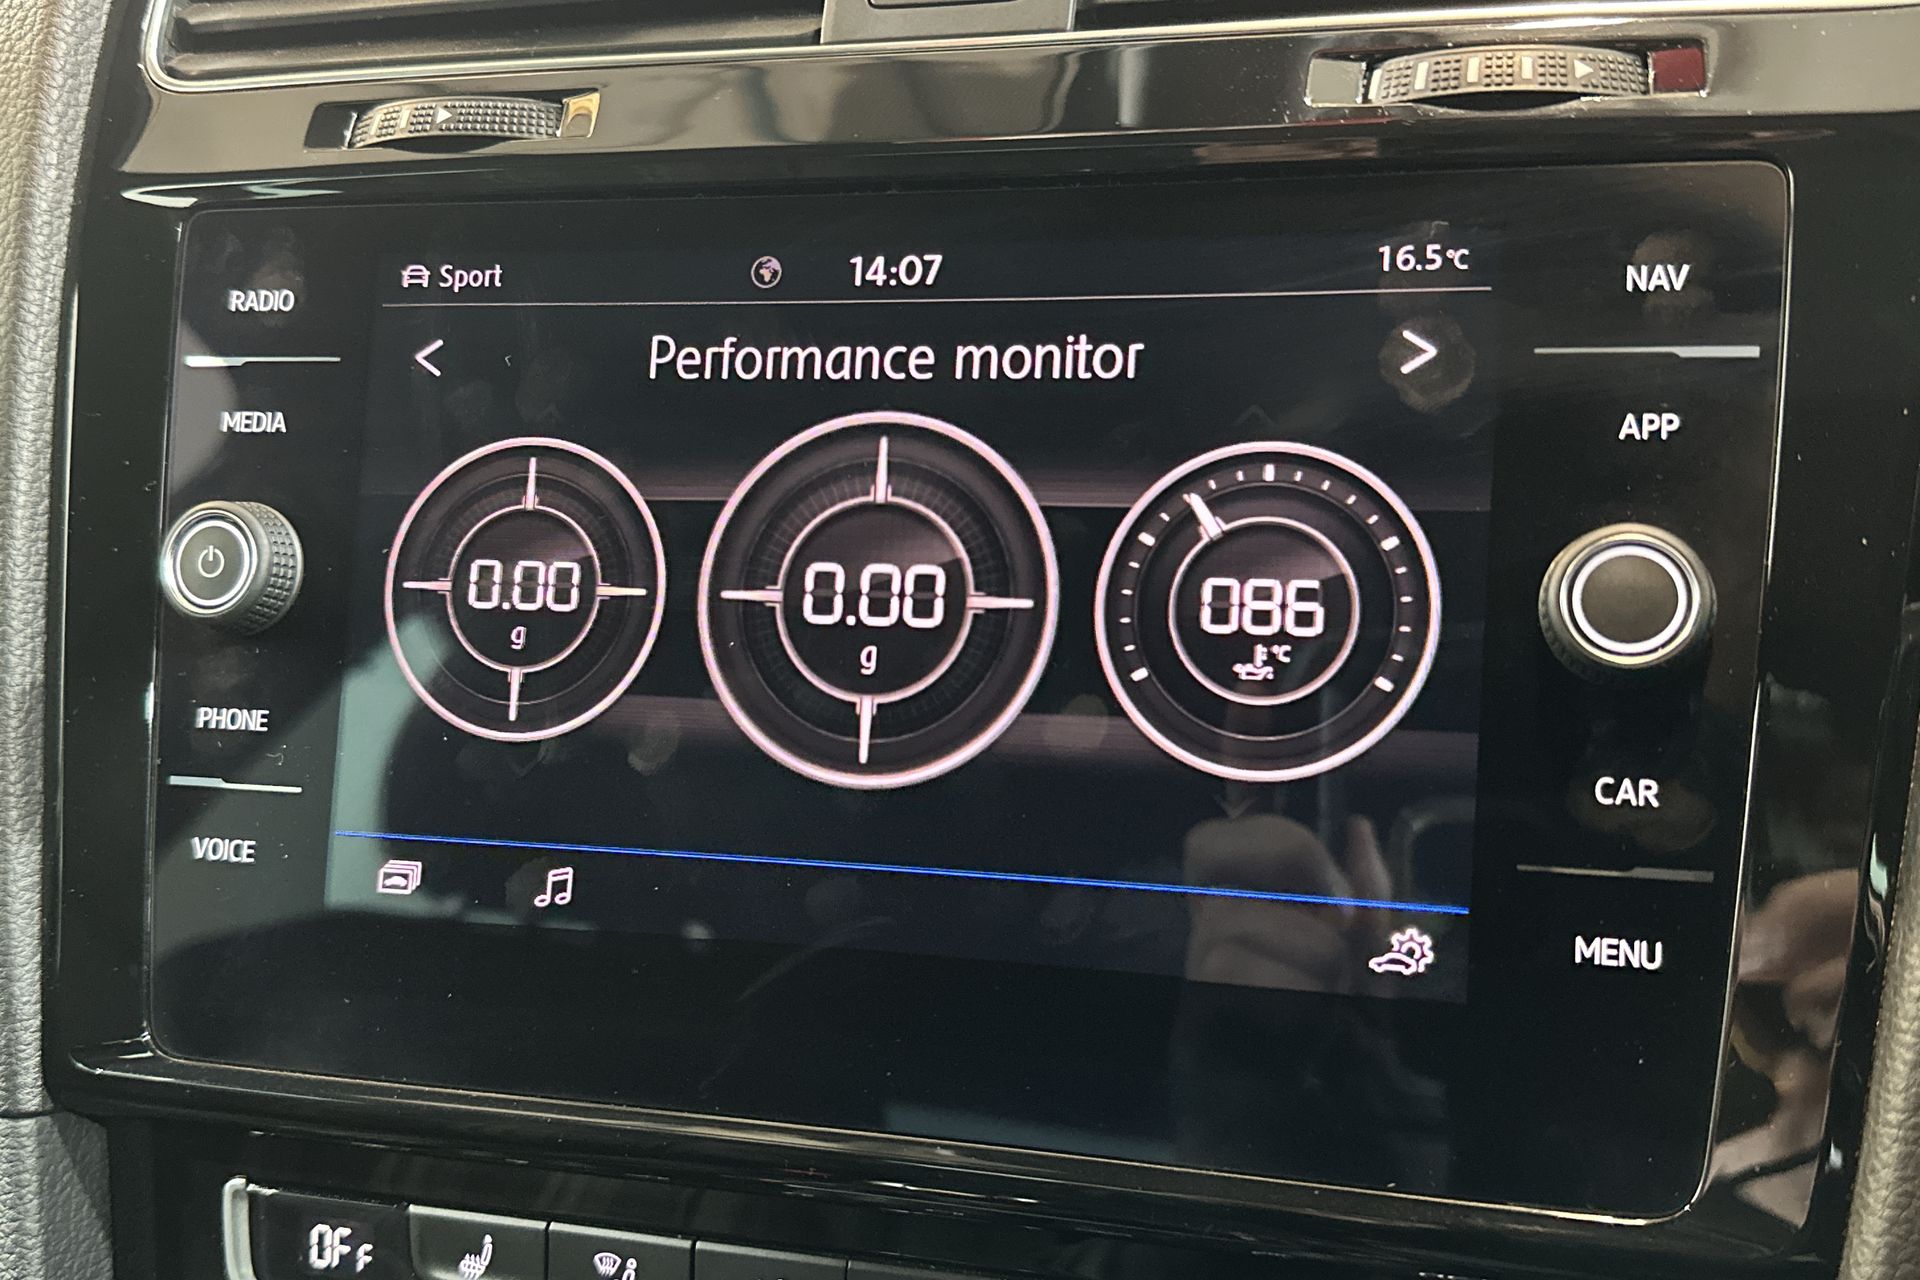 Sport
14:07
16.5°C
RADIO
NAV
< Performance monitor >
MEDIA
APP
0.00
g
0.00
g
086
°C
PHONE
CAR
VOICE
MENU
OFF